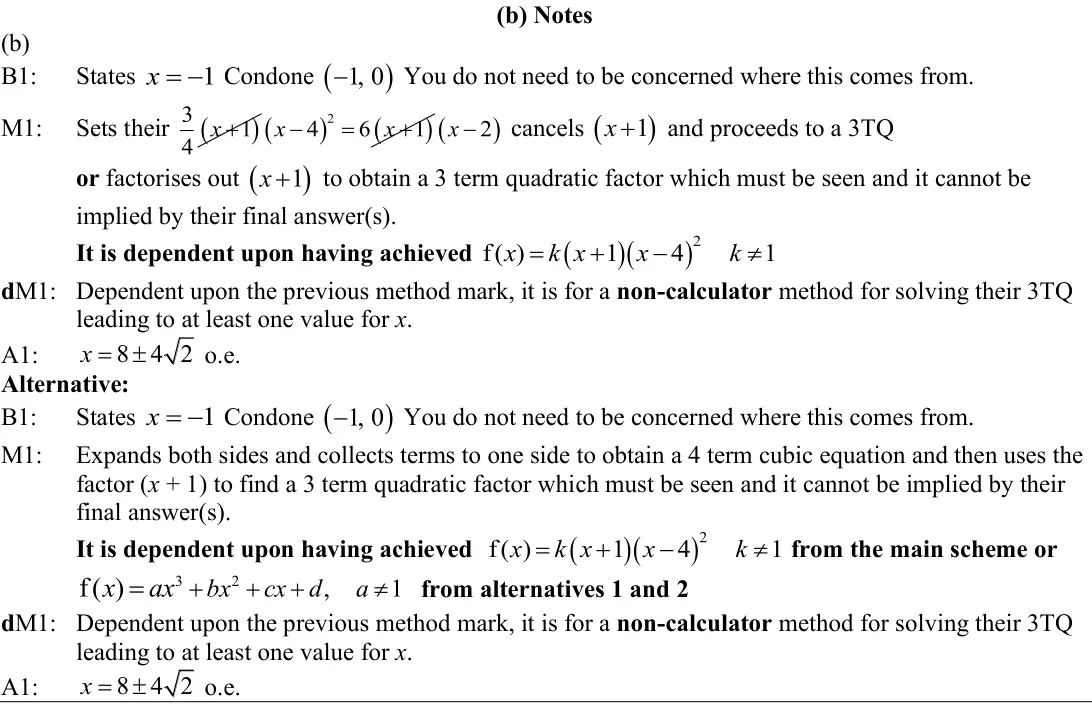 (b) Notes
(b)
B1: States x = −1 Condone (−1, 0) You do not need to be concerned where this comes from.
M1: Sets their 3/4 (x+1)(x−4)² = 6(x+1)(x−2) cancels (x+1) and proceeds to a 3TQ
or factorises out (x+1) to obtain a 3 term quadratic factor which must be seen and it cannot be
implied by their final answer(s).
It is dependent upon having achieved f(x) = k(x+1)(x−4)² k ≠ 1
dM1: Dependent upon the previous method mark, it is for a non-calculator method for solving their 3TQ
leading to at least one value for x.
A1: x = 8 ± 4√2 o.e.
Alternative:
B1: States x = −1 Condone (−1, 0) You do not need to be concerned where this comes from.
M1: Expands both sides and collects terms to one side to obtain a 4 term cubic equation and then uses the
factor (x + 1) to find a 3 term quadratic factor which must be seen and it cannot be implied by their
final answer(s).
It is dependent upon having achieved f(x) = k(x+1)(x−4)² k ≠ 1 from the main scheme or
f(x) = ax³ + bx² + cx + d, a ≠ 1 from alternatives 1 and 2
dM1: Dependent upon the previous method mark, it is for a non-calculator method for solving their 3TQ
leading to at least one value for x.
A1: x = 8 ± 4√2 o.e.